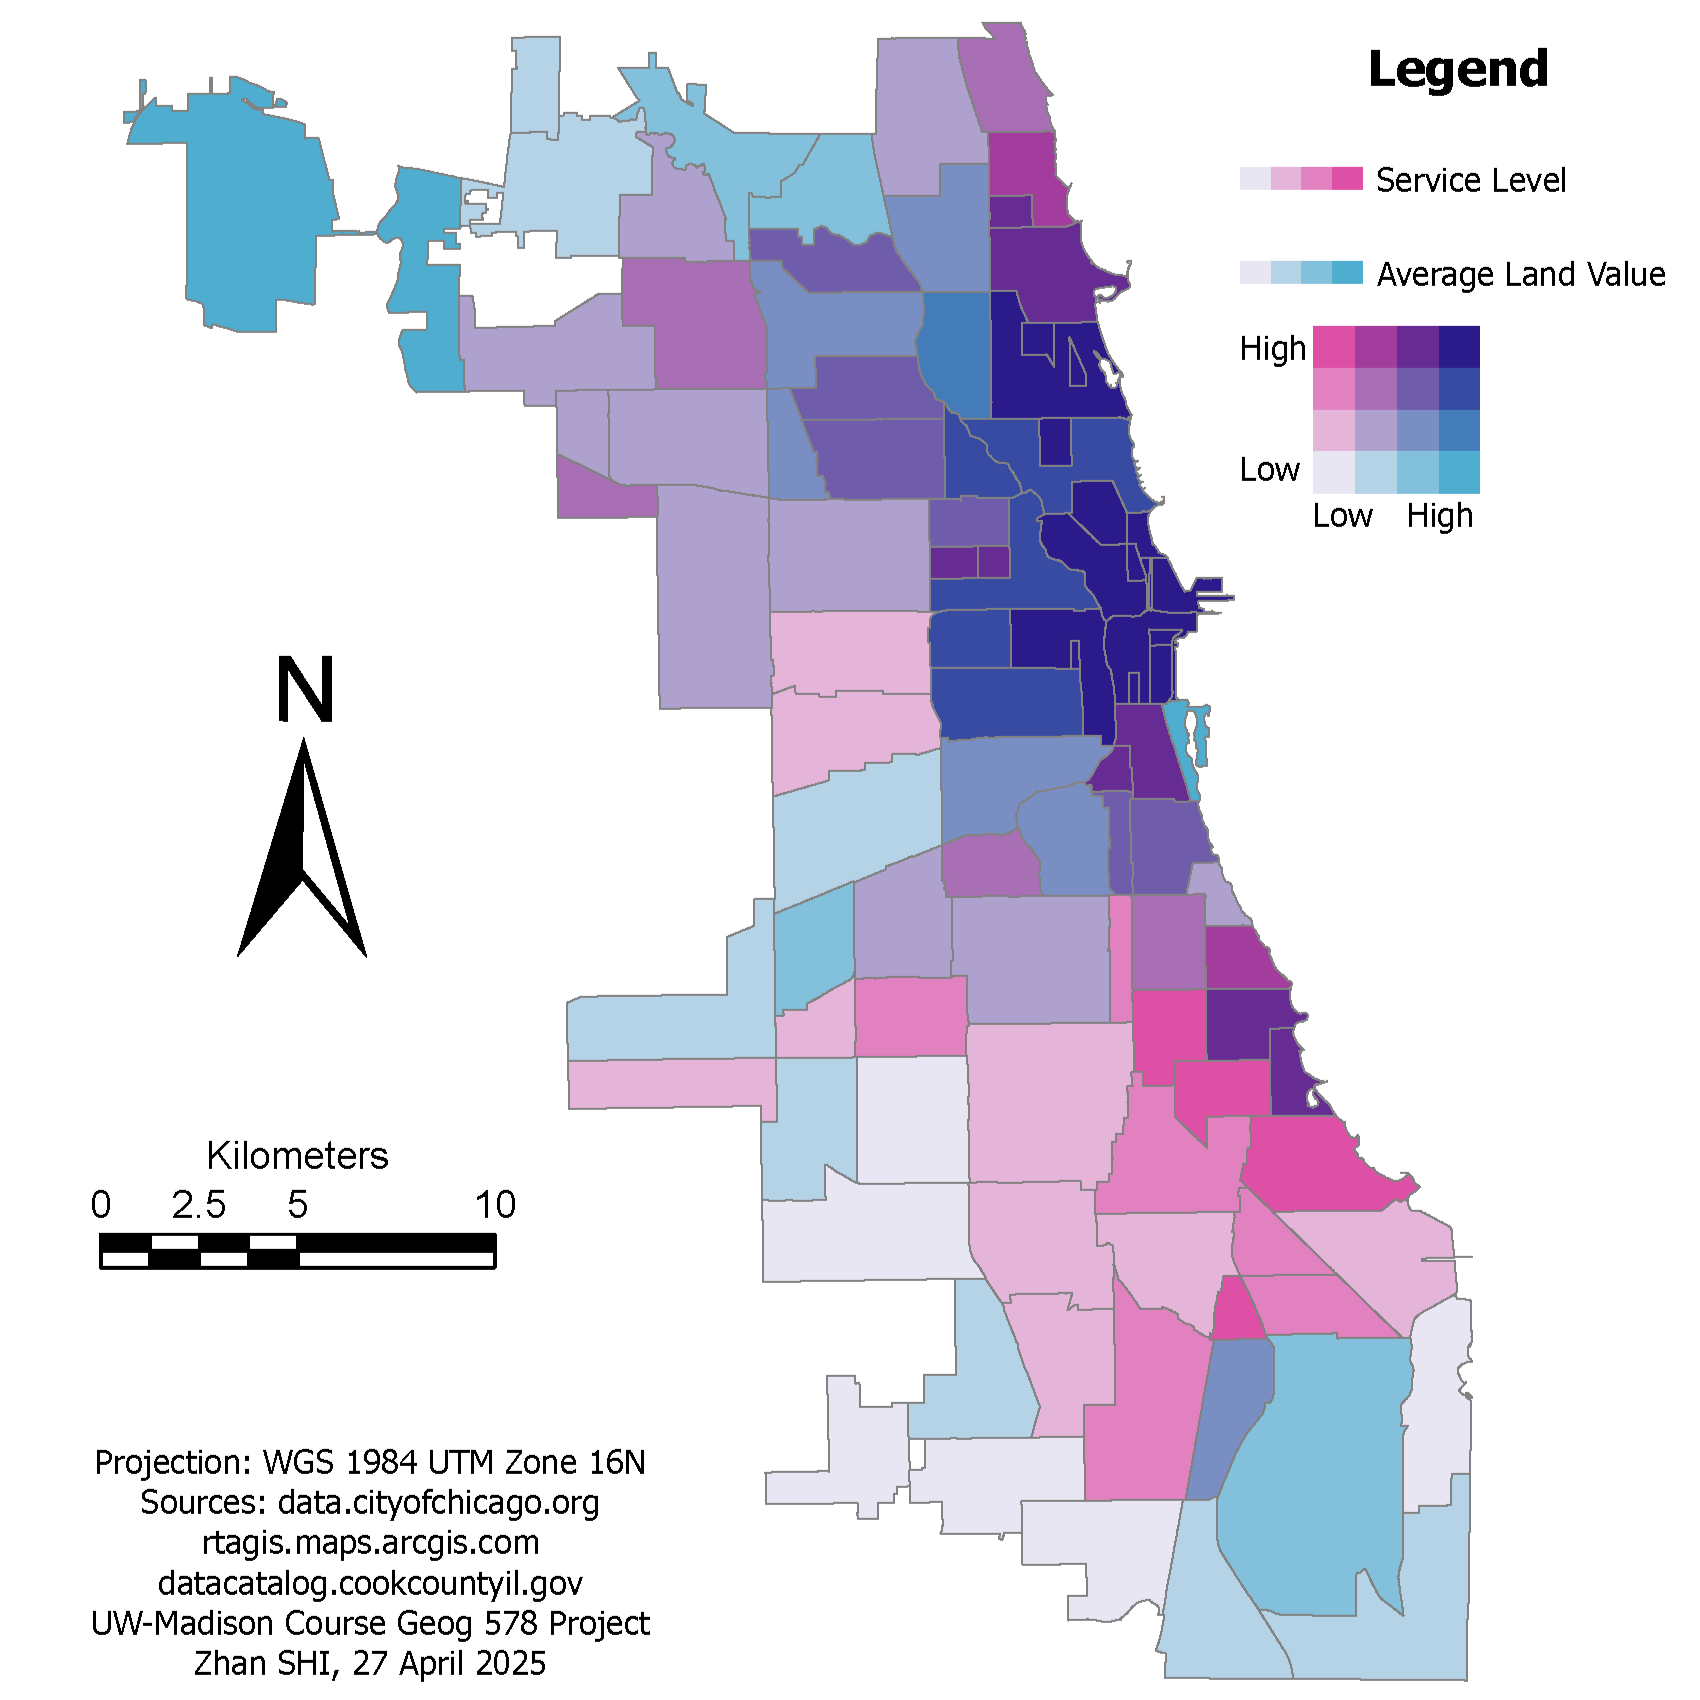 Legend
Service Level
Average Land Value
High
Low
Low High
N
Kilometers
0 2.5 5 10
Projection: WGS 1984 UTM Zone 16N
Sources: data.cityofchicago.org
rtagis.maps.arcgis.com
datacatalog.cookcountyil.gov
UW-Madison Course Geog 578 Project
Zhan SHI, 27 April 2025